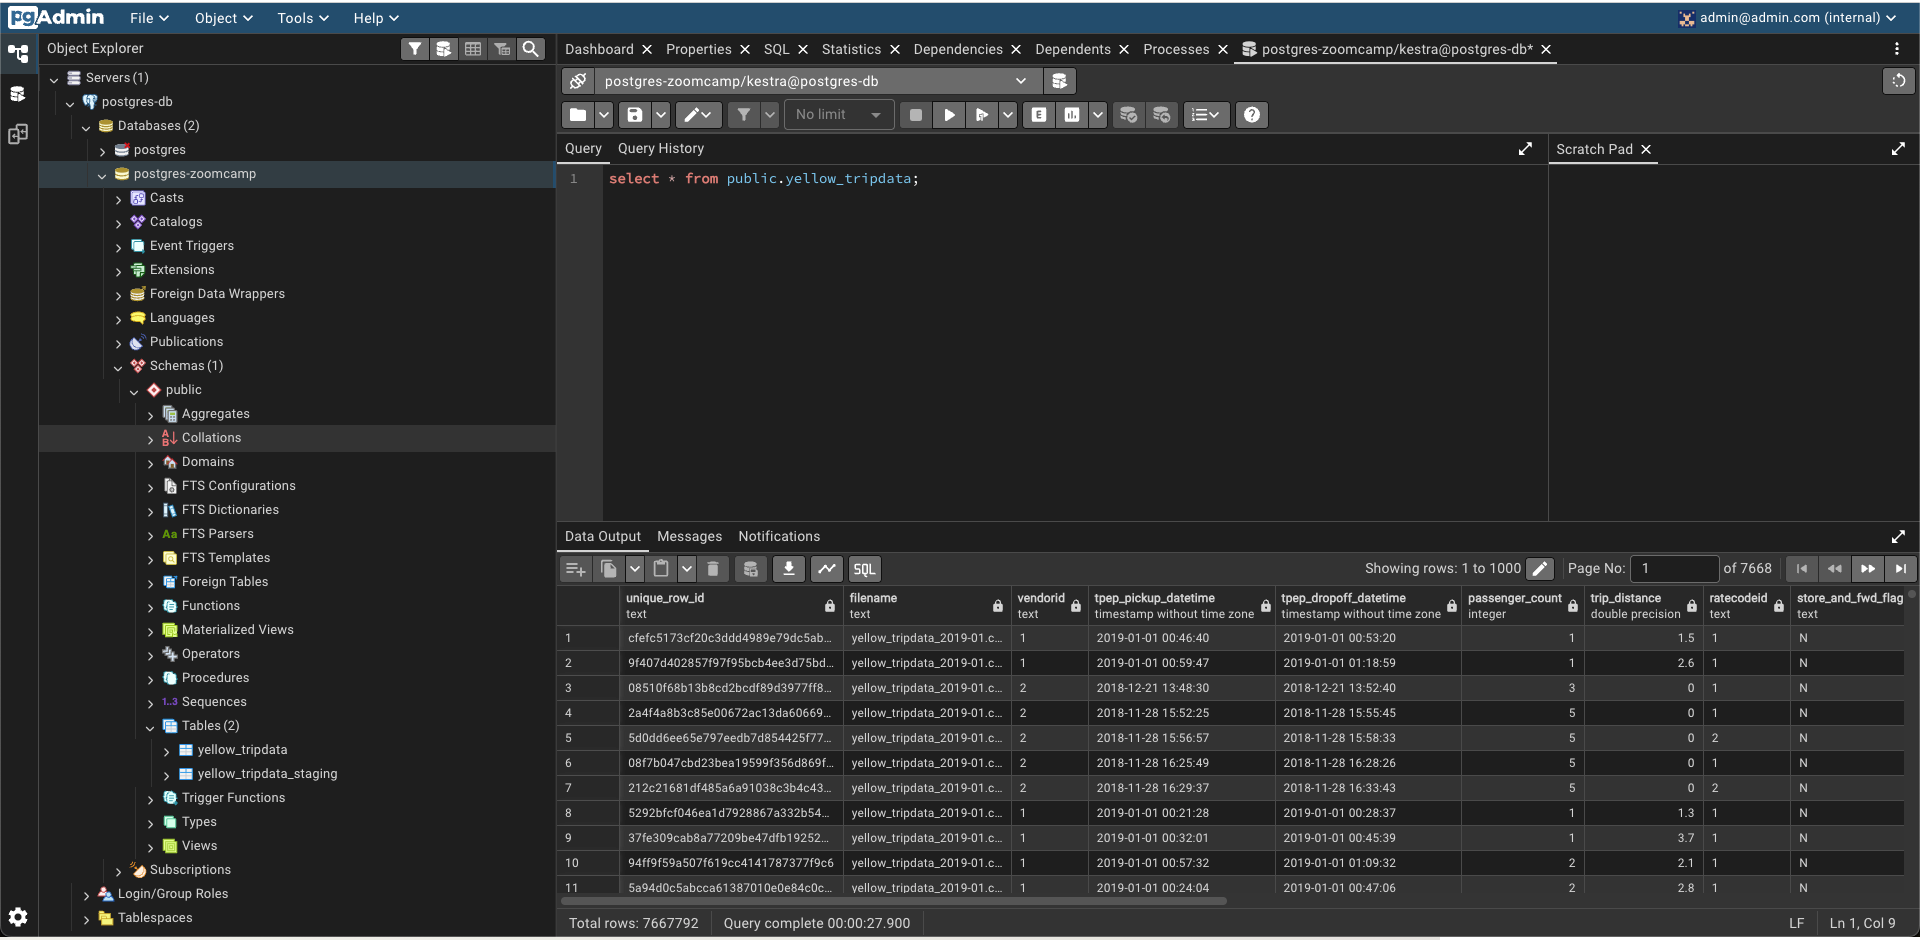 pgAdmin File Object Tools Help admin@admin.com (internal)
Object Explorer
Servers (1)
postgres-db
Databases (2)
postgres
postgres-zoomcamp
Casts
Catalogs
Event Triggers
Extensions
Foreign Data Wrappers
Languages
Publications
Schemas (1)
public
Aggregates
Collations
Domains
FTS Configurations
FTS Dictionaries
Aa FTS Parsers
FTS Templates
Foreign Tables
Functions
Materialized Views
Operators
Procedures
1..3 Sequences
Tables (2)
yellow_tripdata
yellow_tripdata_staging
Trigger Functions
Types
Views
Subscriptions
Login/Group Roles
Tablespaces
Dashboard Properties SQL Statistics Dependencies Dependents Processes postgres-zoomcamp/kestra@postgres-db*
postgres-zoomcamp/kestra@postgres-db
No limit E
Query Query History
1 select * from public.yellow_tripdata;
Scratch Pad
Data Output Messages Notifications
SQL Showing rows: 1 to 1000 Page No: 1 of 7668
unique_row_id filename vendorid tpep_pickup_datetime tpep_dropoff_datetime passenger_count trip_distance ratecodeid store_and_fwd_flag
text text text timestamp without time zone timestamp without time zone integer double precision text text
1 cfefc5173cf20c3ddd4989e79dc5ab... yellow_tripdata_2019-01.c... 1 2019-01-01 00:46:40 2019-01-01 00:53:20 1 1.5 1 N
2 9f407d402857f97f95bcb4ee3d75bd... yellow_tripdata_2019-01.c... 1 2019-01-01 00:59:47 2019-01-01 01:18:59 1 2.6 1 N
3 08510f68b13b8cd2bcdf89d3977ff8... yellow_tripdata_2019-01.c... 2 2018-12-21 13:48:30 2018-12-21 13:52:40 3 0 1 N
4 2a4f4a8b3c85e00672ac13da60669... yellow_tripdata_2019-01.c... 2 2018-11-28 15:52:25 2018-11-28 15:55:45 5 0 1 N
5 5d0dd6ee65e797eedb7d854425f77... yellow_tripdata_2019-01.c... 2 2018-11-28 15:56:57 2018-11-28 15:58:33 5 0 2 N
6 08f7b047cbd23bea19599f356d869f... yellow_tripdata_2019-01.c... 2 2018-11-28 16:25:49 2018-11-28 16:28:26 5 0 1 N
7 212c21681df485a6a91038c3b4c43... yellow_tripdata_2019-01.c... 2 2018-11-28 16:29:37 2018-11-28 16:33:43 5 0 2 N
8 5292bfcf046ea1d7928867a332b54... yellow_tripdata_2019-01.c... 1 2019-01-01 00:21:28 2019-01-01 00:28:37 1 1.3 1 N
9 37fe309cab8a77209be47dfb19252... yellow_tripdata_2019-01.c... 1 2019-01-01 00:32:01 2019-01-01 00:45:39 1 3.7 1 N
10 94ff9f59a507f619cc4141787377f9c6 yellow_tripdata_2019-01.c... 1 2019-01-01 00:57:32 2019-01-01 01:09:32 2 2.1 1 N
11 5a94d0c5abcca61387010e0e84c0c... yellow_tripdata_2019-01.c... 1 2019-01-01 00:24:04 2019-01-01 00:47:06 2 2.8 1 N
Total rows: 7667792 Query complete 00:00:27.900 LF Ln 1, Col 9